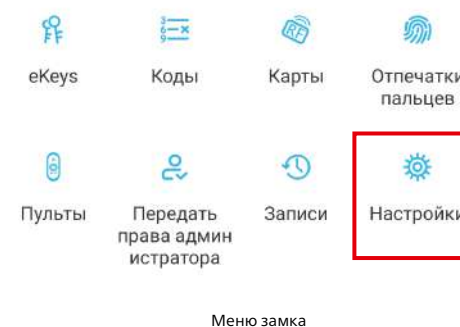 eKeys Коды Карты Отпечатки
пальцев
Пульты Передать Записи Настройки
права админ
истратора
Меню замка